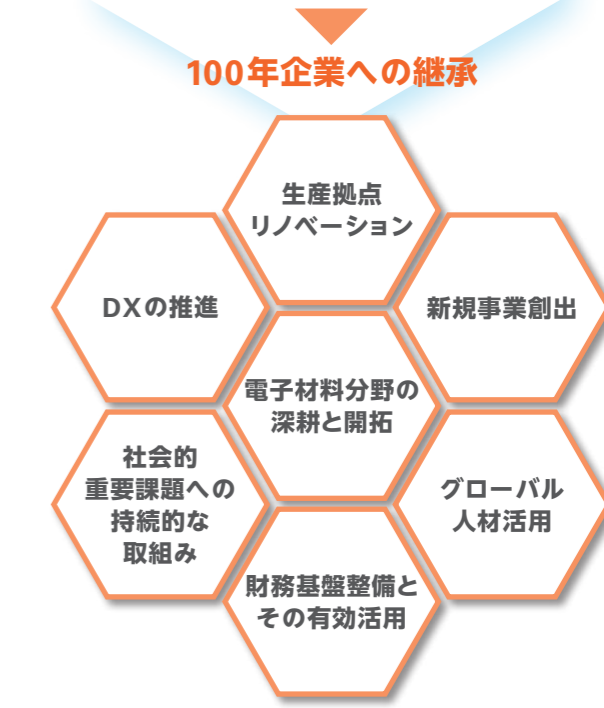 100年企業への継承
生産拠点
リノベーション
DXの推進
新規事業創出
電子材料分野の
深耕と開拓
社会的
重要課題への
持続的な
取組み
グローバル
人材活用
財務基盤整備と
その有効活用